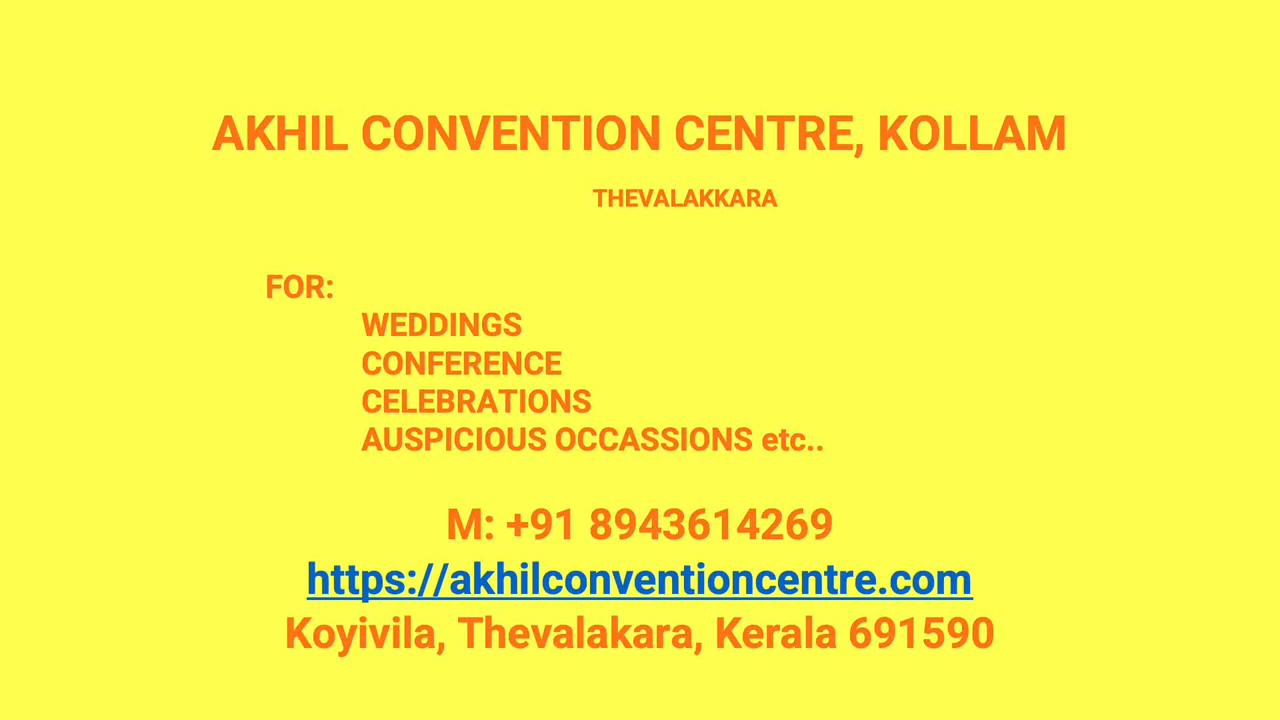 AKHIL CONVENTION CENTRE, KOLLAM
THEVALAKKARA
FOR:
WEDDINGS
CONFERENCE
CELEBRATIONS
AUSPICIOUS OCCASSIONS etc..
M: +91 8943614269
https://akhilconventioncentre.com
Koyivila, Thevalakara, Kerala 691590